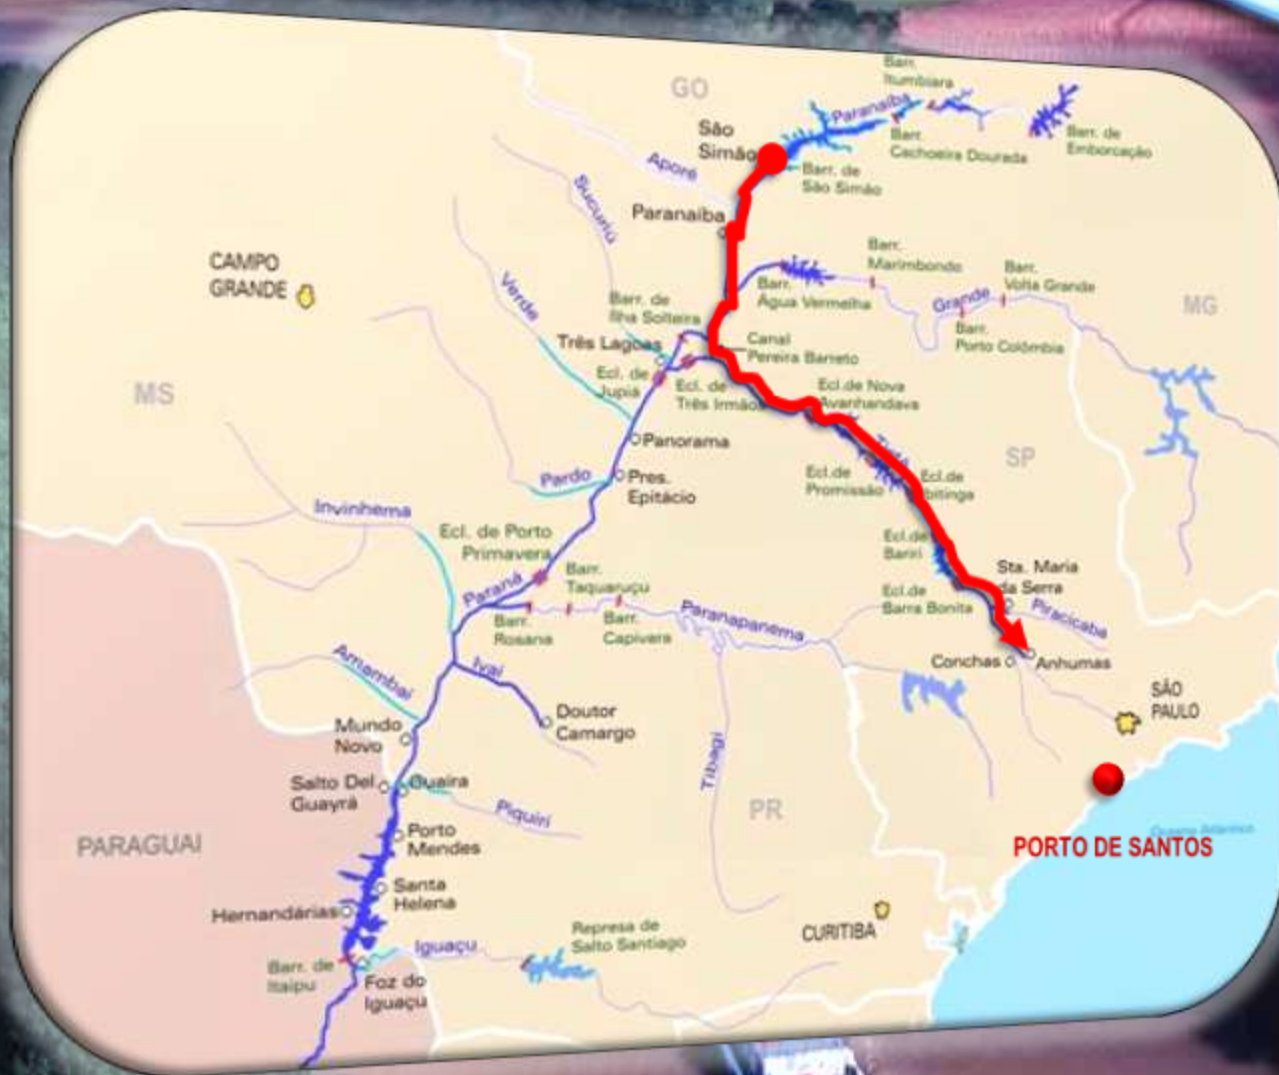 GO
Barr.
Itumbiara
Paranaíba
Barr.
Cachoeira Dourada
Barr. de
Emborcação
São
Simão
Barr. de
São Simão
Aporé
Sucuriú
Paranaíba
CAMPO
GRANDE
Verde
Barr. de
Ilha Solteira
Barr.
Água Vermelha
Barr.
Marimbondo
Barr.
Volta Grande
Grande
Barr.
Porto Colômbia
MG
Três Lagoas
Canal
Pereira Barreto
Ecl. de
Jupiá
Ecl. de
Três Irmãos
Ecl.de Nova
Avanhandava
MS
Panorama
SP
Pardo
Pres.
Epitácio
Ecl.de
Promissão
Ecl.de
Ibitinga
Invinhema
Ecl. de Porto
Primavera
Ecl.de
Bariri
Paraná
Barr.
Taquaruçu
Sta. Maria
da Serra
Ecl.de
Barra Bonita
Piracicaba
Barr.
Rosana
Barr.
Capivera
Paranapanema
Conchas
Anhumas
Amambai
Ivaí
SÃO
PAULO
Doutor
Camargo
Mundo
Novo
Tibagi
Salto Del
Guayrá
Guaira
Piquiri
PR
PARAGUAI
Porto
Mendes
Oceano Atlântico
PORTO DE SANTOS
Santa
Helena
Hernandárias
CURITIBA
Represa de
Salto Santiago
Iguaçu
Barr. de
Itaipu
Foz do
Iguaçu